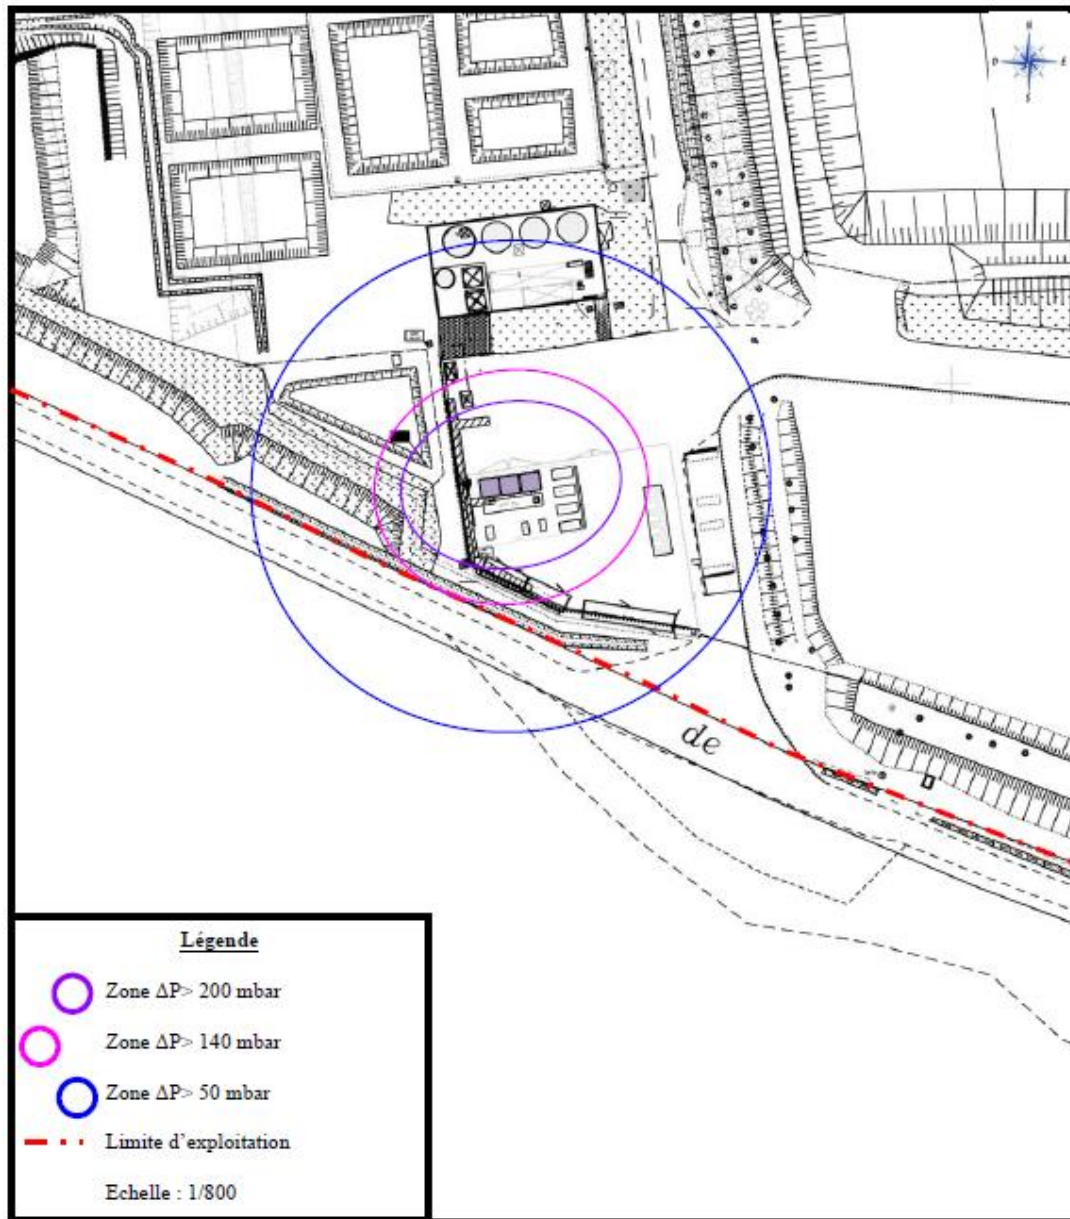 N
O E
S
de
Légende
Zone ΔP> 200 mbar
Zone ΔP> 140 mbar
Zone ΔP> 50 mbar
Limite d'exploitation
Echelle : 1/800